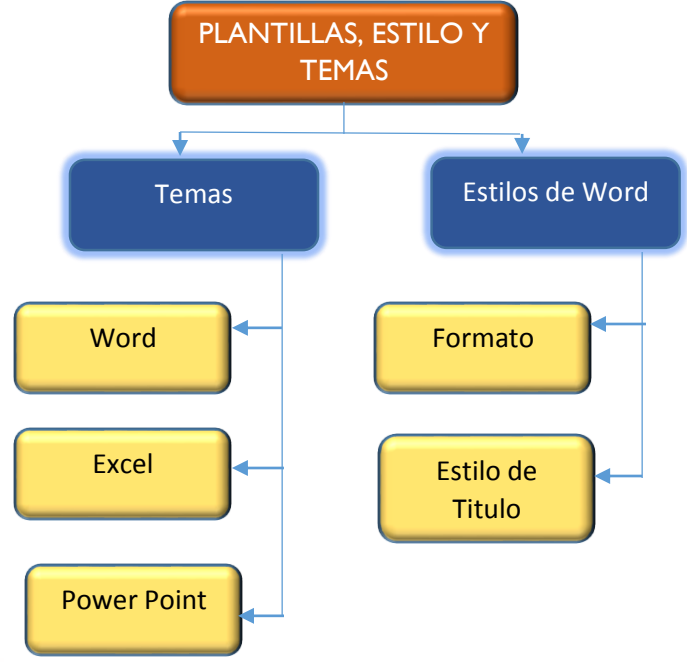 PLANTILLAS, ESTILO Y
TEMAS
Temas
Estilos de Word
Word
Formato
Excel
Estilo de
Titulo
Power Point